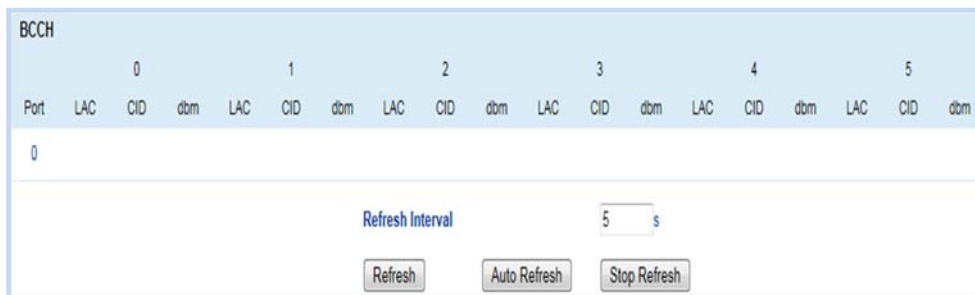 BCCH
0 1 2 3 4 5
Port LAC CID dbm LAC CID dbm LAC CID dbm LAC CID dbm LAC CID dbm LAC CID dbm
0
Refresh Interval 5 s
Refresh Auto Refresh Stop Refresh